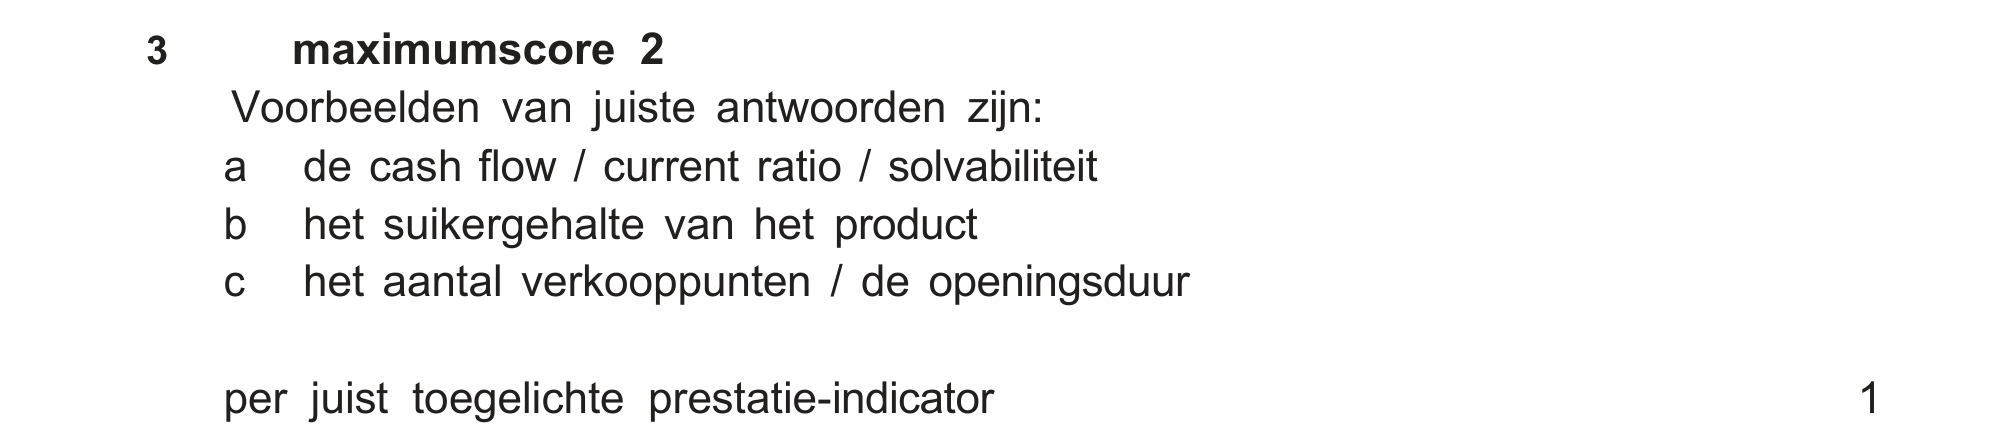 3 maximumscore 2
Voorbeelden van juiste antwoorden zijn:
a de cash flow / current ratio / solvabiliteit
b het suikergehalte van het product
c het aantal verkooppunten / de openingsduur
per juist toegelichte prestatie-indicator 1